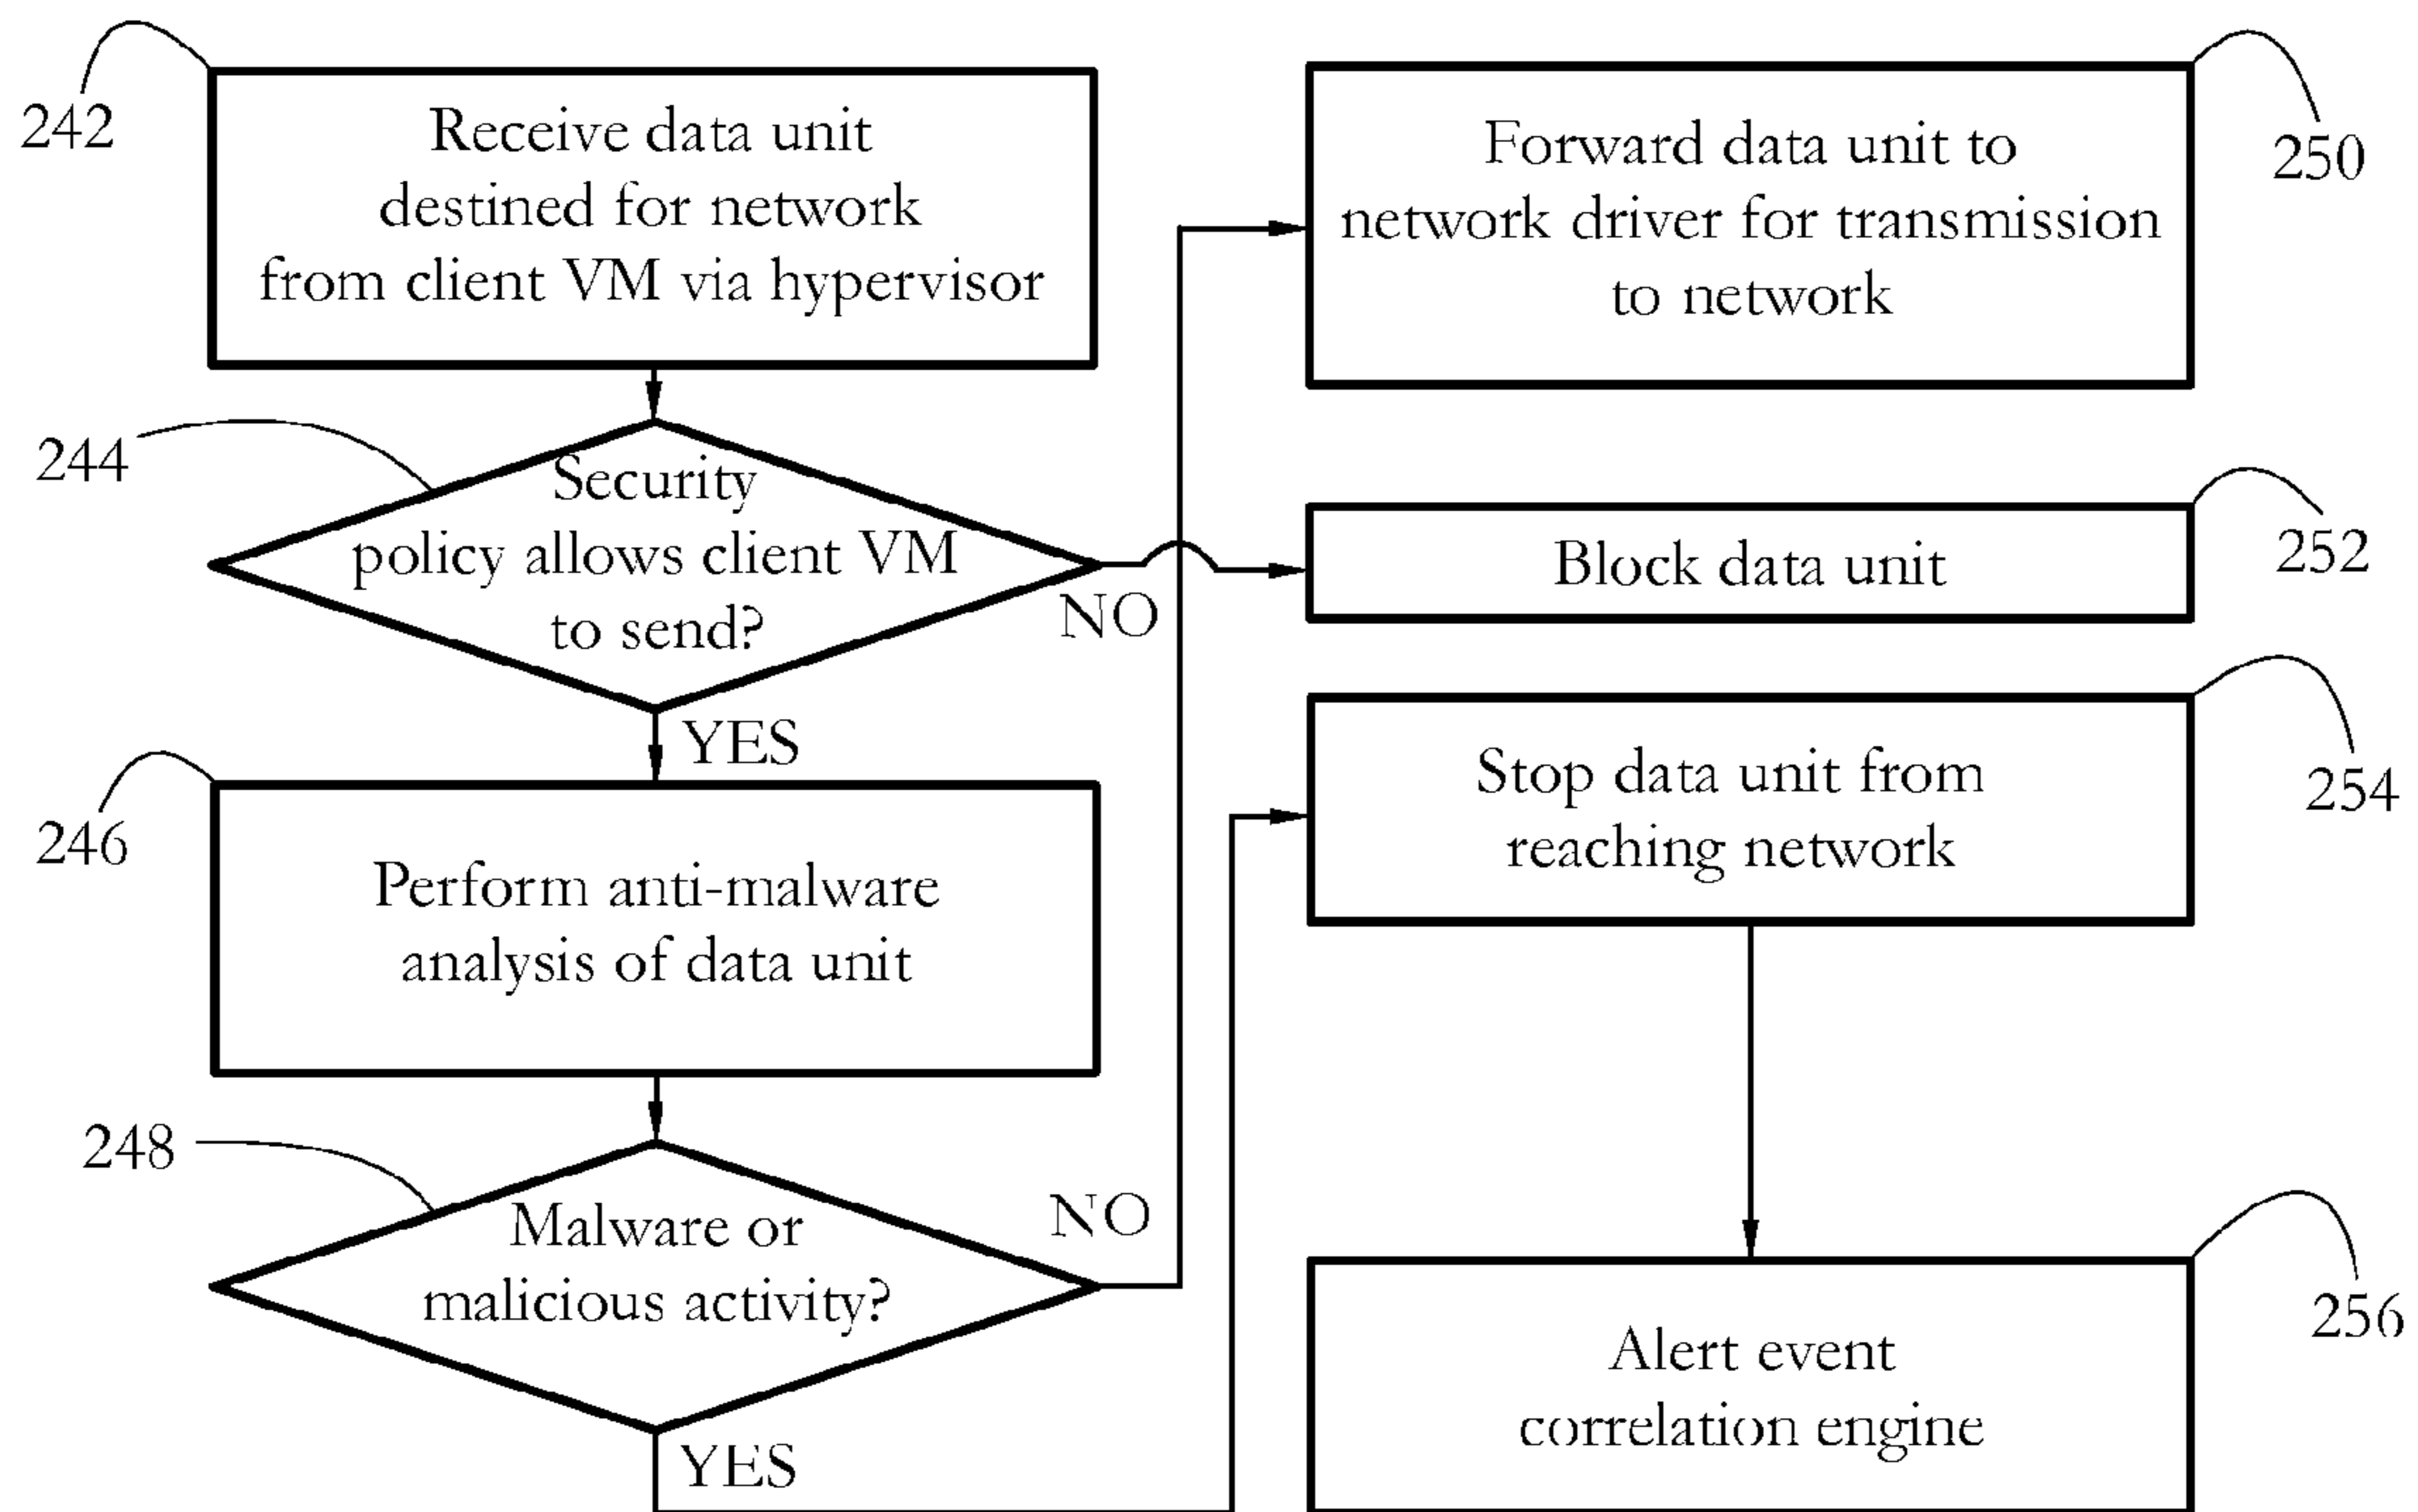 242
Receive data unit
destined for network
from client VM via hypervisor
244
Security
policy allows client VM
to send?
NO
YES
246
Perform anti-malware
analysis of data unit
248
Malware or
malicious activity?
NO
YES
250
Forward data unit to
network driver for transmission
to network
252
Block data unit
254
Stop data unit from
reaching network
256
Alert event
correlation engine